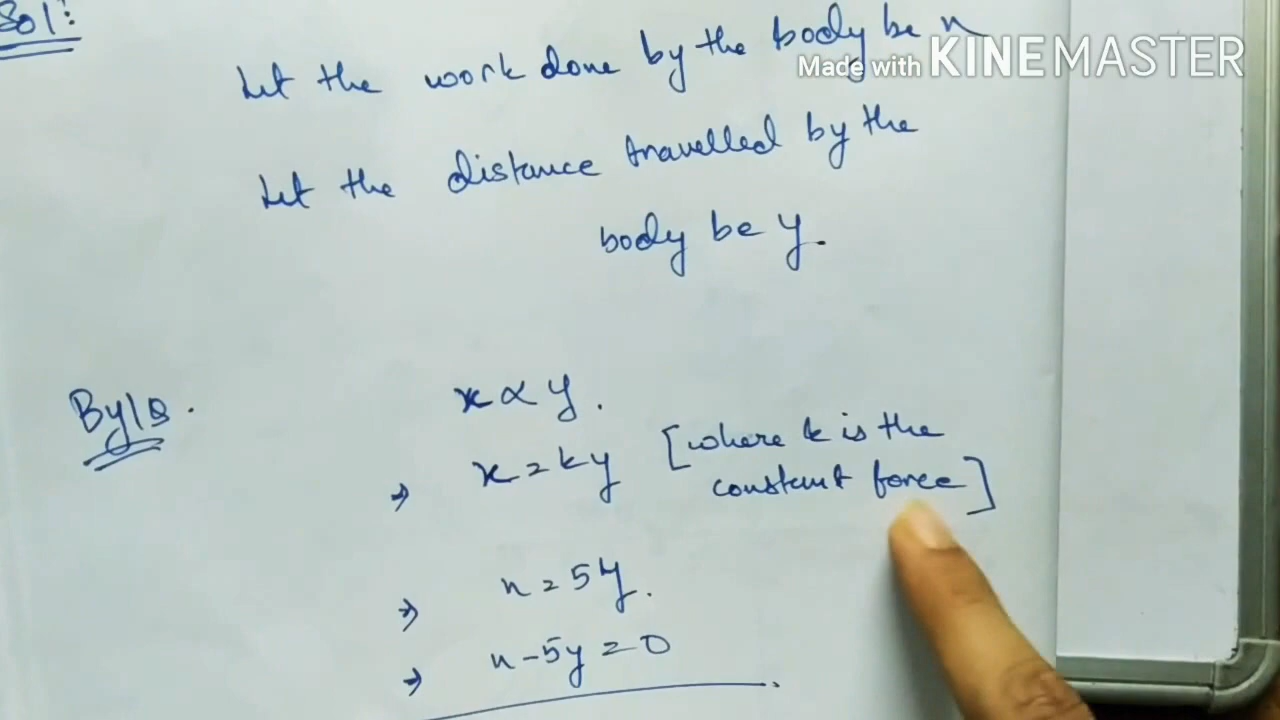 Sol:
Let the work done by the body be x
Made with KINEMASTER
Let the distance travelled by the
body be y.
By/Q.
x ∝ y.
⇒ x = ky [where k is the
constant force]
⇒ x = 5y.
⇒ x - 5y = 0